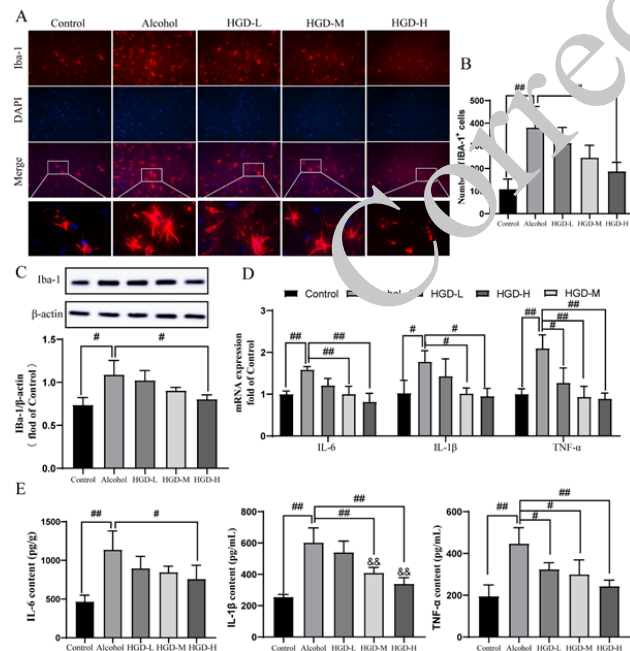 A
Control
Alcohol
HGD-L
HGD-M
HGD-H
Iba-1
DAPI
Merge
Correc
B
##
#
Number IBA-1+ cells
500
400
300
200
100
0
Control
Alcohol
HGD-L
HGD-M
HGD-H
C
Iba-1
β-actin
#
#
IBa-1/β-actin
( flod of Control)
1.5
1.0
0.5
0.0
Control
Alcohol
HGD-L
HGD-M
HGD-H
D
Control
HGD-L
HGD-H
HGD-M
mRNA expression
fold of Control
3
2
1
0
##
##
##
#
#
#
##
##
##
#
IL-6
IL-1β
TNF-α
E
IL-6 content (pg/g)
1500
1000
500
0
##
#
Control
Alcohol
HGD-L
HGD-M
HGD-H
IL-1β content (pg/mL)
800
600
400
200
0
##
##
##
&&
&&
Control
Alcohol
HGD-L
HGD-M
HGD-H
TNF-α content (pg/mL)
600
400
200
0
##
##
#
#
Control
Alcohol
HGD-L
HGD-M
HGD-H